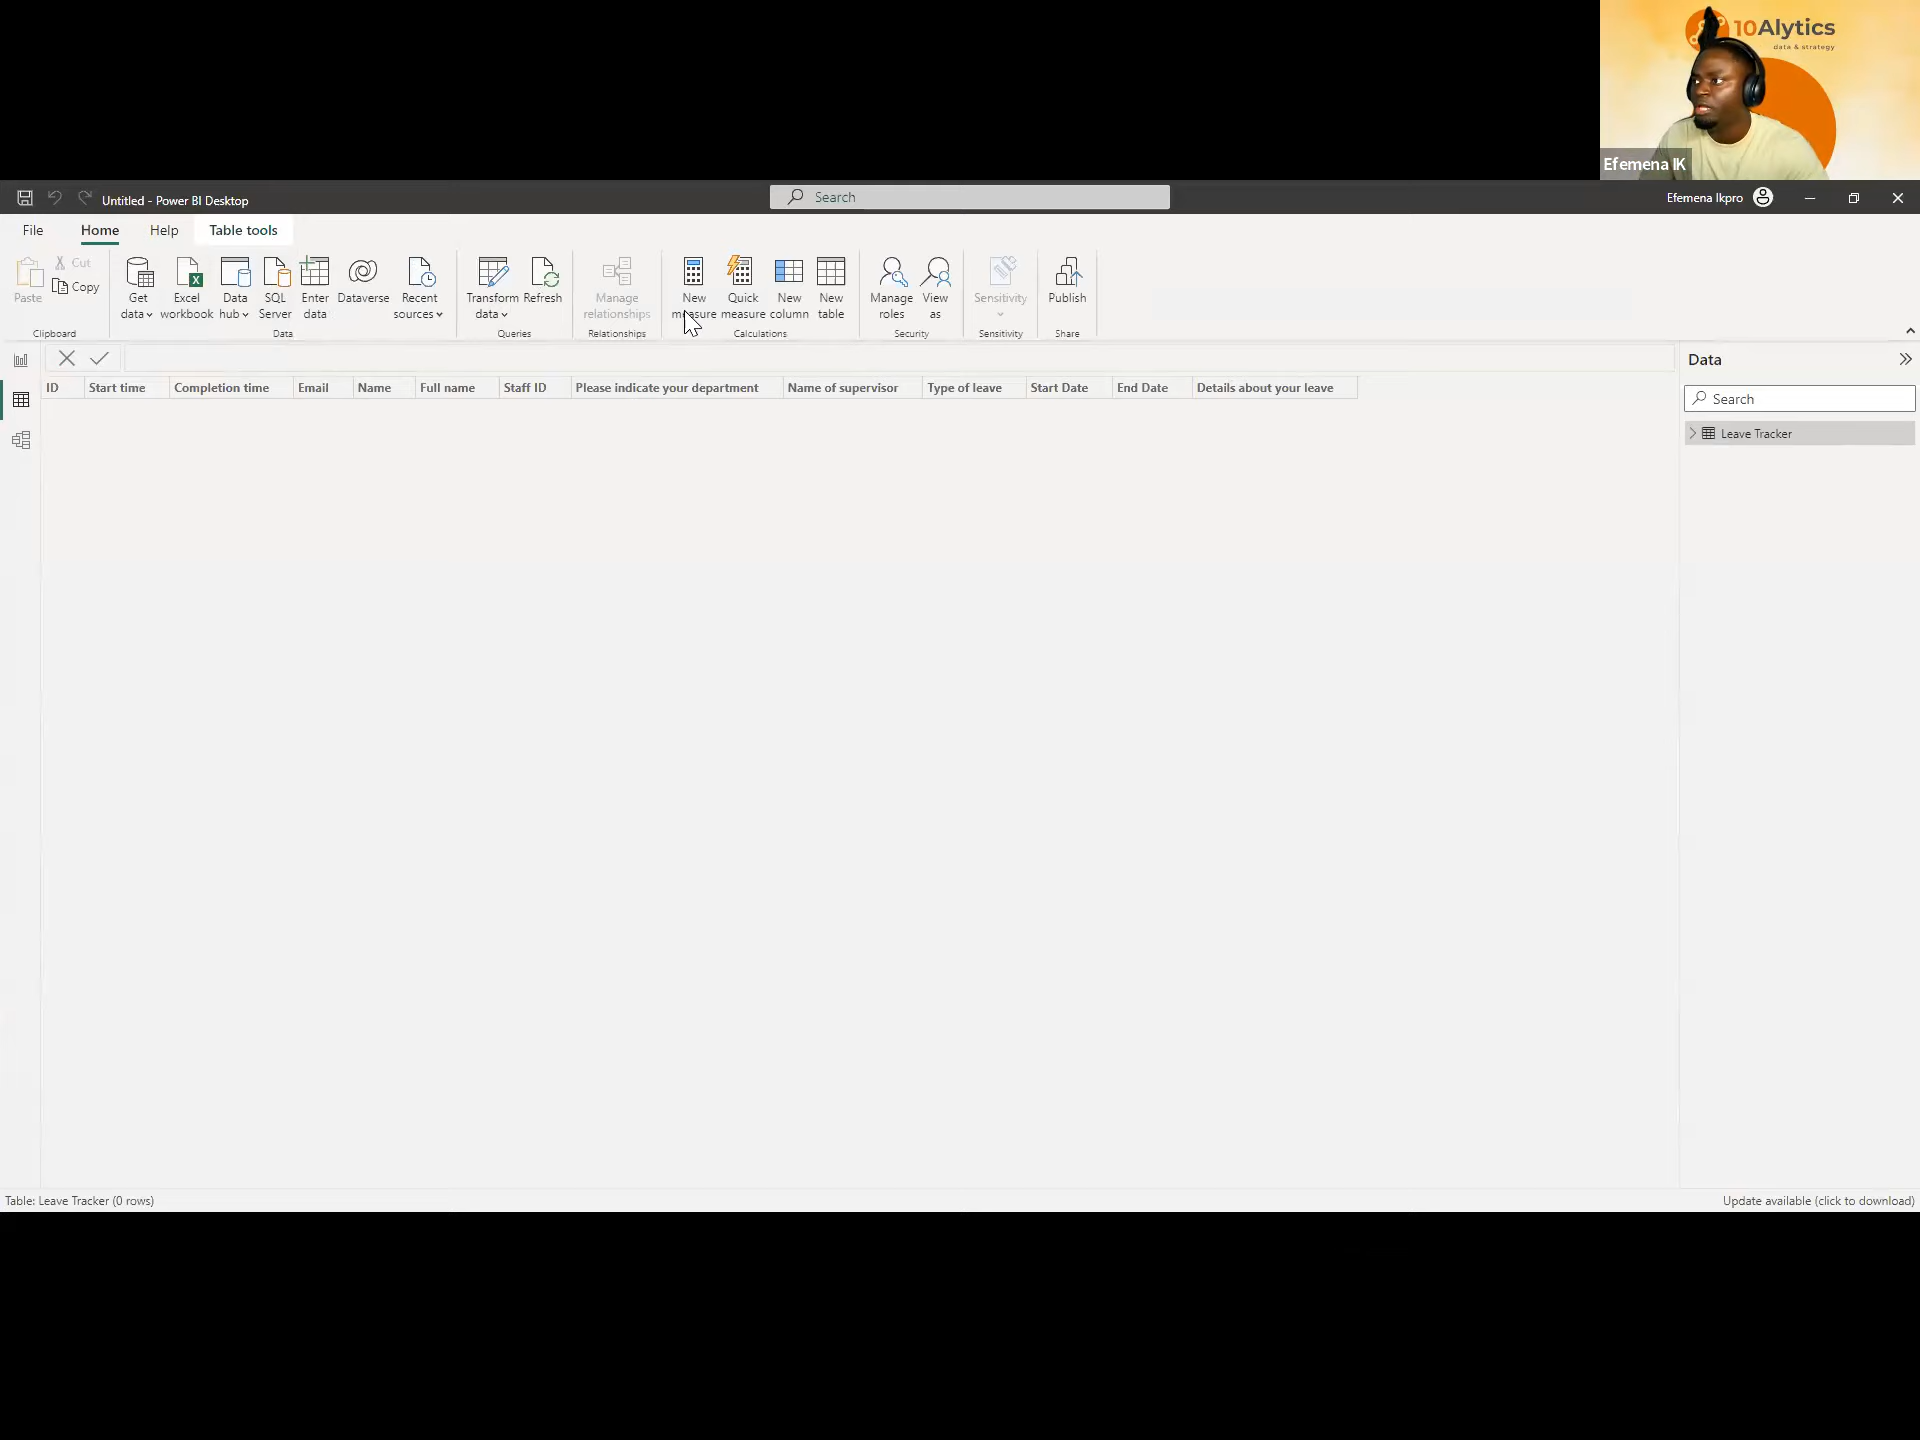 10Alytics
data & strategy
Efemena IK
Untitled - Power BI Desktop
Search
Efemena Ikpro
File
Home
Help
Table tools
Paste
Cut
Copy
Clipboard
Get data
Excel workbook
Data hub
SQL Server
Enter data
Dataverse
Recent sources
Data
Transform data
Refresh
Queries
Manage relationships
Relationships
New measure
Quick measure
New column
New table
Calculations
Manage roles
View as
Security
Sensitivity
Sensitivity
Publish
Share
ID
Start time
Completion time
Email
Name
Full name
Staff ID
Please indicate your department
Name of supervisor
Type of leave
Start Date
End Date
Details about your leave
Data
Search
Leave Tracker
Table: Leave Tracker (0 rows)
Update available (click to download)